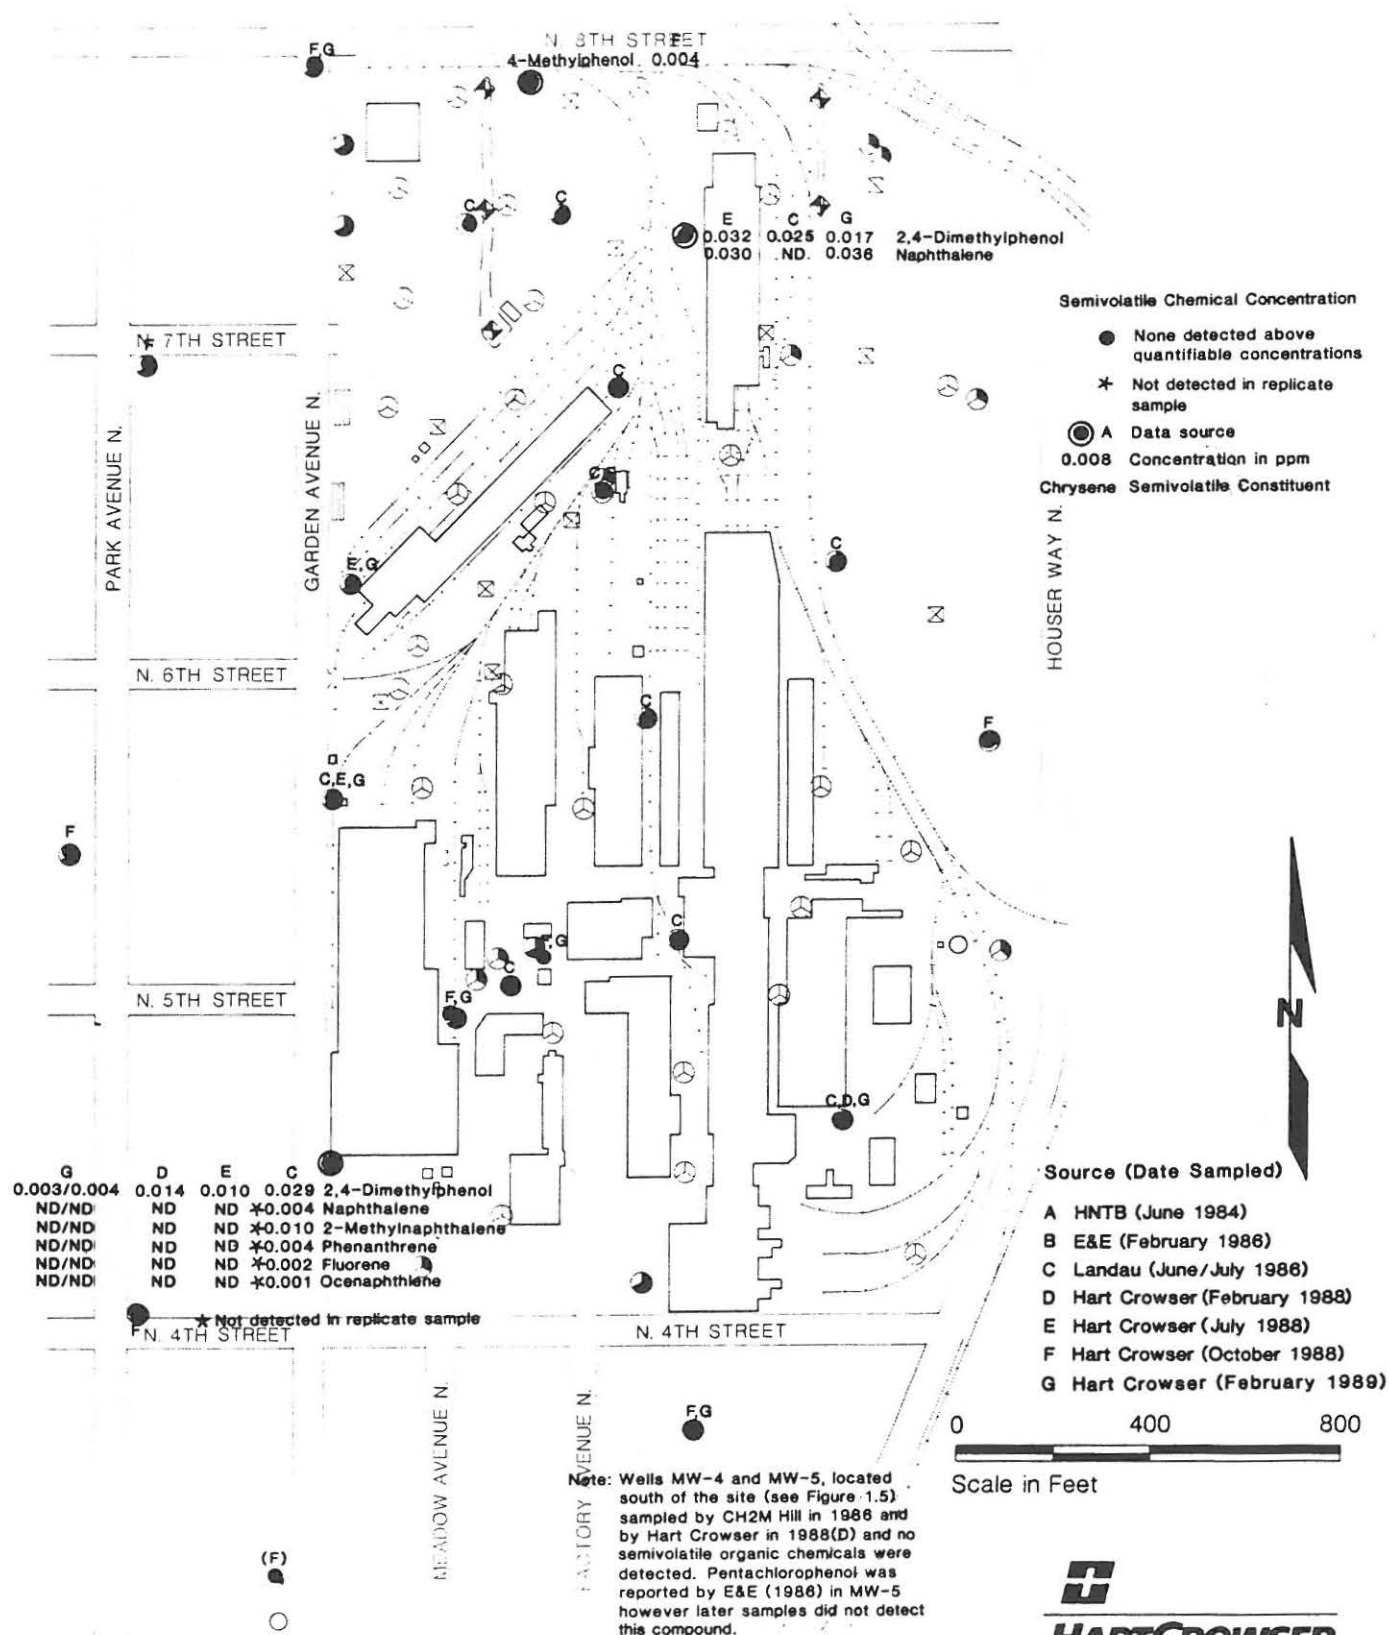 N. 8TH STREET
F
4-Methylphenol 0.004
F,G
C
C
E C G
0.032 0.025 0.017 2,4-Dimethylphenol
0.030 ND. 0.036 Naphthalene
Semivolatile Chemical Concentration
None detected above
quantifiable concentrations
* Not detected in replicate
sample
A Data source
0.008 Concentration in ppm
Chrysene Semivolatile Constituent
N. 7TH STREET
F
C
PARK AVENUE N.
GARDEN AVENUE N.
HOUSER WAY N.
C
E,G
N. 6TH STREET
C
F
C,E,G
F
C
F,G
C
N. 5TH STREET
F,G
N
C,D,G
G D E C
0.003/0.004 0.014 0.010 0.029 2,4-Dimethylphenol
ND/ND ND ND *0.004 Naphthalene
ND/ND ND ND *0.010 2-Methylnaphthalene
ND/ND ND ND *0.004 Phenanthrene
ND/ND ND ND *0.002 Fluorene
ND/ND ND ND *0.001 Ocenaphthlene
★ Not detected in replicate sample
F
N. 4TH STREET
N. 4TH STREET
Source (Date Sampled)
A HNTB (June 1984)
B E&E (February 1986)
C Landau (June/July 1986)
D Hart Crowser (February 1988)
E Hart Crowser (July 1988)
F Hart Crowser (October 1988)
G Hart Crowser (February 1989)
0 400 800
Scale in Feet
MEADOW AVENUE N.
FACTORY AVENUE N.
F,G
Note: Wells MW-4 and MW-5, located
south of the site (see Figure 1.5)
sampled by CH2M Hill in 1986 and
by Hart Crowser in 1988(D) and no
semivolatile organic chemicals were
detected. Pentachlorophenol was
reported by E&E (1986) in MW-5
however later samples did not detect
this compound.
(F)
HARTCROWSER